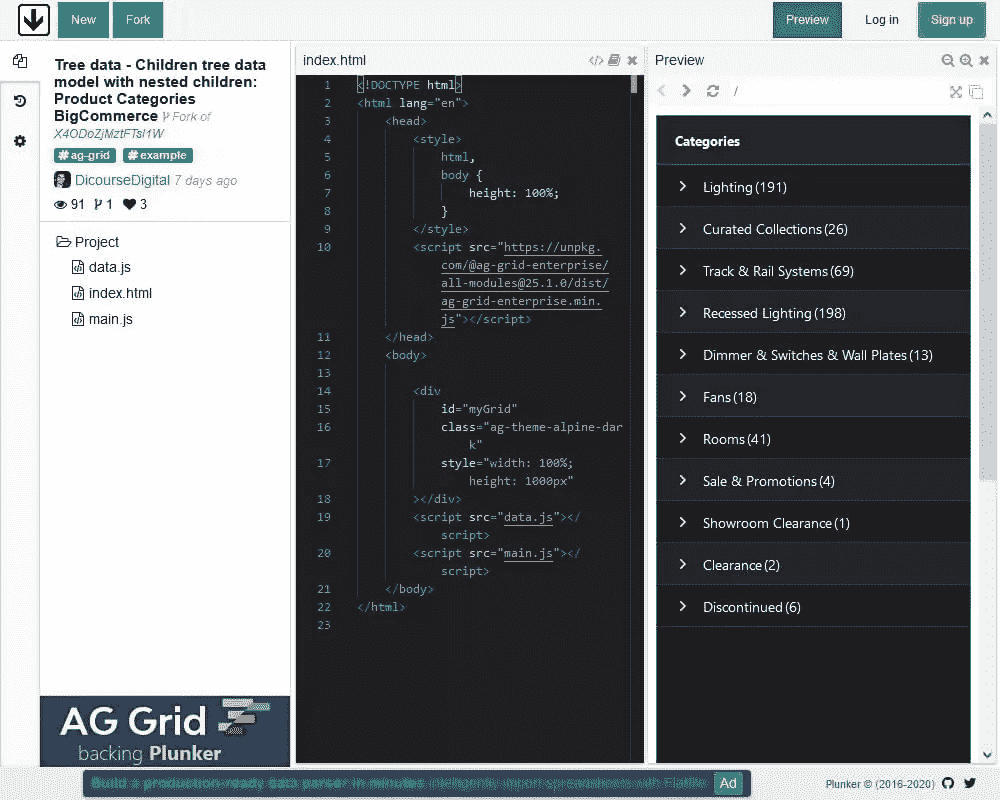 New
Fork
Preview
Log in
Sign up
Tree data - Children tree data
model with nested children:
Product Categories
BigCommerce Fork of
X4ODoZjMztFTsI1W
#ag-grid #example
DicourseDigital 7 days ago
91 1 3
Project
data.js
index.html
main.js
AG Grid
backing Plunker
index.html
1 <!DOCTYPE html>
2 <html lang="en">
3 <head>
4 <style>
5 html,
6 body {
7 height: 100%;
8 }
9 </style>
10 <script src="https://unpkg.
com/@ag-grid-enterprise/
all-modules@25.1.0/dist/
ag-grid-enterprise.min.
js"></script>
11 </head>
12 <body>
13
14 <div
15 id="myGrid"
16 class="ag-theme-alpine-dar
k"
17 style="width: 100%;
height: 1000px"
18 ></div>
19 <script src="data.js"></
script>
20 <script src="main.js"></
script>
21 </body>
22 </html>
23
Preview
/
Categories
Lighting (191)
Curated Collections (26)
Track & Rail Systems (69)
Recessed Lighting (198)
Dimmer & Switches & Wall Plates (13)
Fans (18)
Rooms (41)
Sale & Promotions (4)
Showroom Clearance (1)
Clearance (2)
Discontinued (6)
Build a production-ready data parser in minutes Intelligently import spreadsheets with Flatfile Ad
Plunker © (2016-2020)